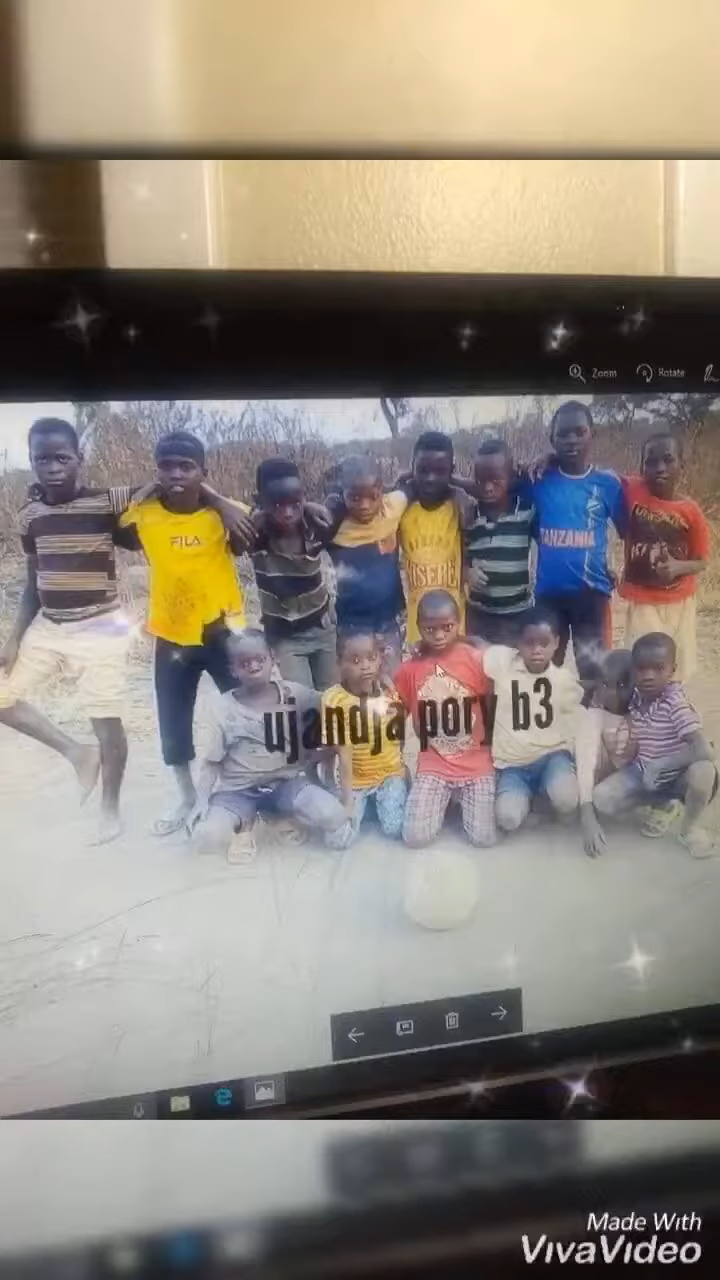 Zoom Rotate
FILA
TANZANIA
ujandja pory b3
Made With
VivaVideo